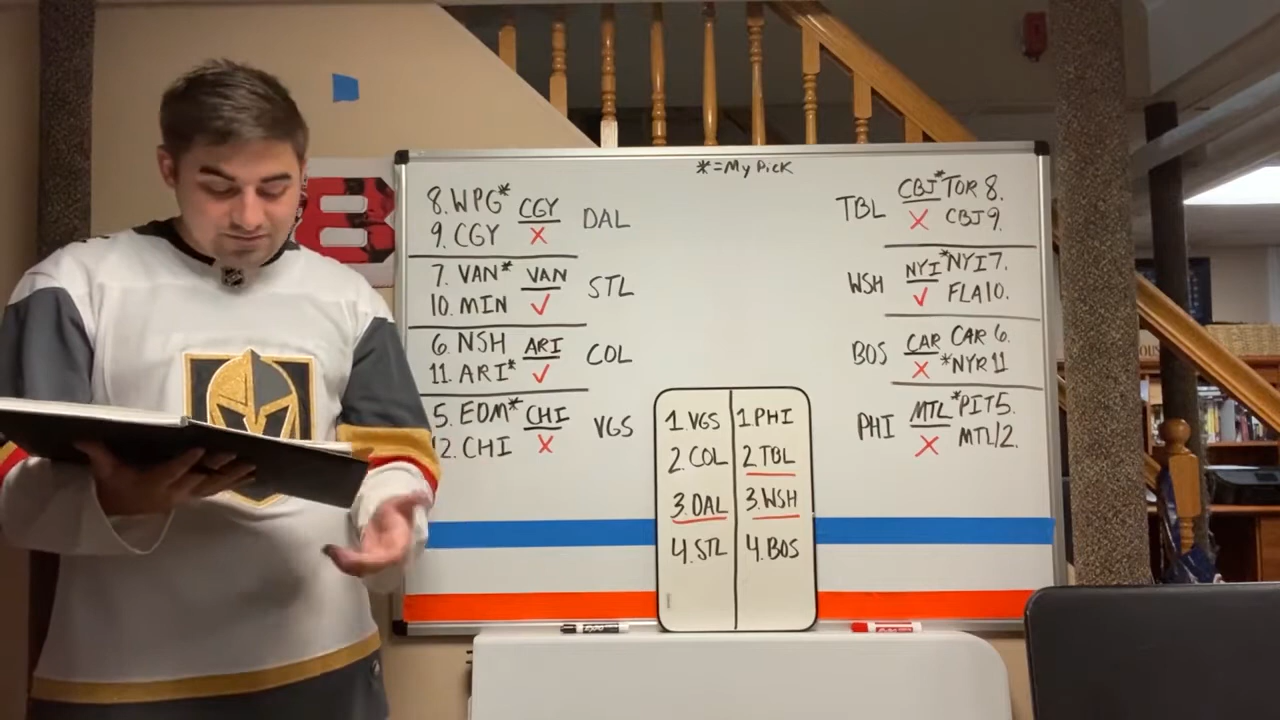 *=My Pick
8. WPG* CGY DAL
9. CGY X
7. VAN* VAN STL
10. MIN ✓
6. NSH ARI COL
11. ARI* ✓
5. EDM* CHI VGS
12. CHI X
TBL CBJ *TOR 8.
X CBJ 9.
WSH NYI *NYI 7.
✓ FLA 10.
BOS CAR CAR 6.
X *NYR 11
PHI MTL *PIT 5.
X MTL 12.
1. VGS 1. PHI
2. COL 2. TBL
3. DAL 3. WSH
4. STL 4. BOS
8